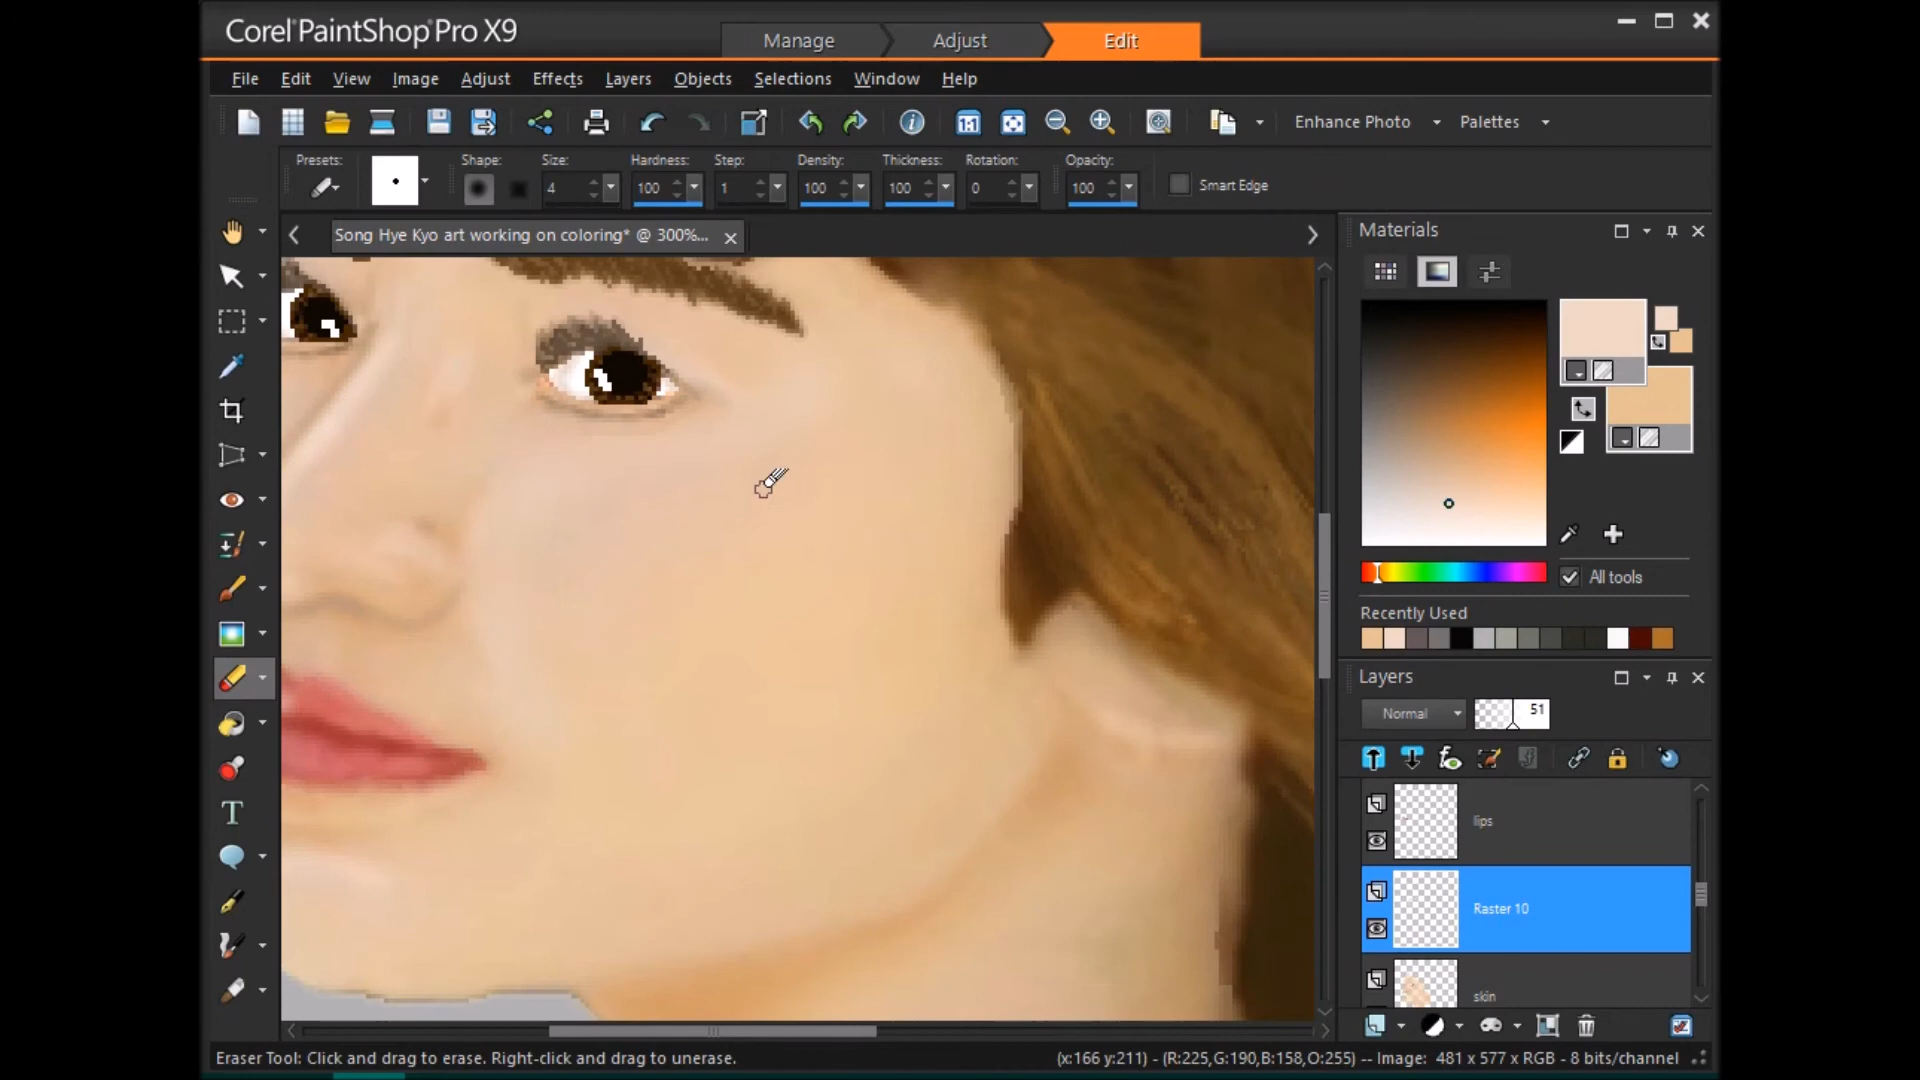 Corel PaintShop Pro X9
Manage Adjust Edit
File Edit View Image Adjust Effects Layers Objects Selections Window Help
1:1 Enhance Photo Palettes
Presets: Shape: Size: Hardness: Step: Density: Thickness: Rotation: Opacity:
4 100 1 100 100 0 100 Smart Edge
Song Hye Kyo art working on coloring* @ 300%...
Materials
All tools
Recently Used
Layers
Normal 51
lips
Raster 10
skin
Eraser Tool: Click and drag to erase. Right-click and drag to unerase.
(x:166 y:211) - (R:225,G:190,B:158,O:255) -- Image: 481 x 577 x RGB - 8 bits/channel